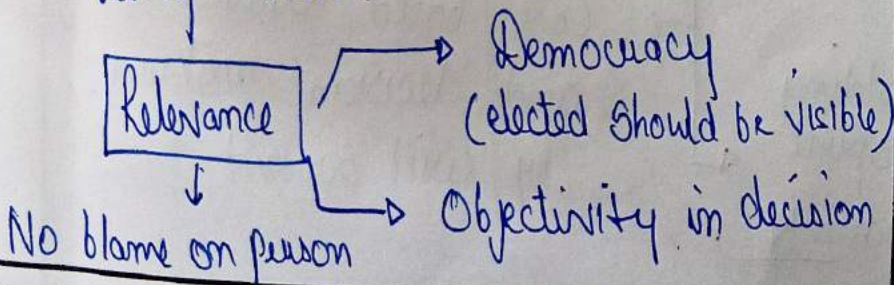 Democracy
Relevance
(elected should be visible)
Objectivity in decision
No blame on person